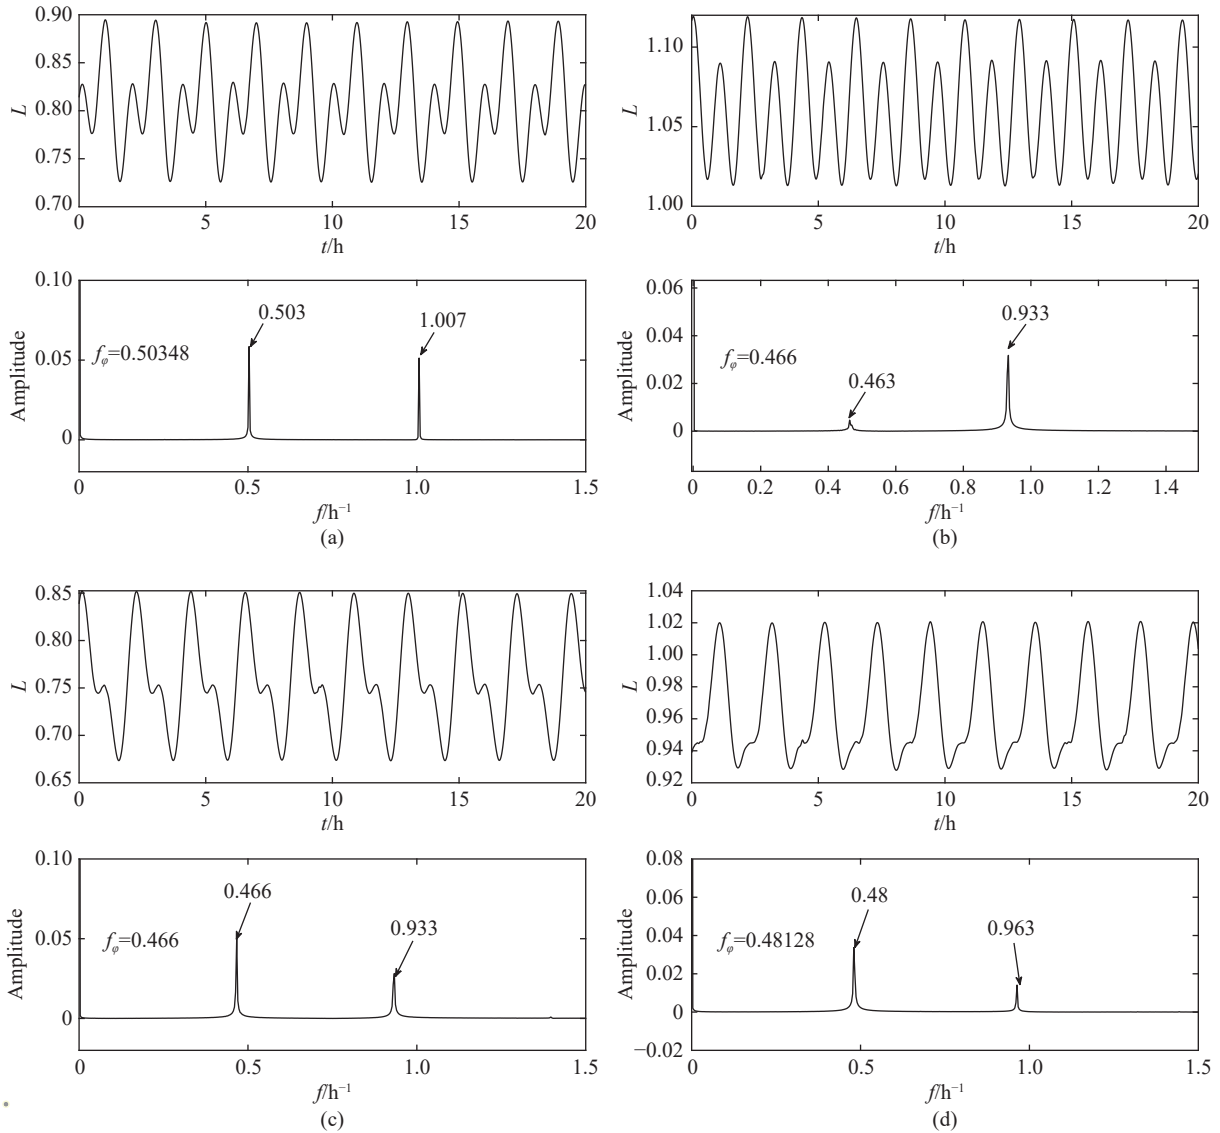 0.90
0.85
0.80
0.75
0.70
L
0 5 10 15 20
t/h
0.10
0.05
0
Amplitude
0.503
1.007
fφ=0.50348
0 0.5 1.0 1.5
f/h−1
(a)
1.10
1.05
1.00
L
0 5 10 15 20
t/h
0.06
0.04
0.02
0
Amplitude
0.933
fφ=0.466
0.463
0 0.2 0.4 0.6 0.8 1.0 1.2 1.4
f/h−1
(b)
0.85
0.80
0.75
0.70
0.65
L
0 5 10 15 20
t/h
0.10
0.05
0
Amplitude
0.466
0.933
fφ=0.466
0 0.5 1.0 1.5
f/h−1
(c)
1.04
1.02
1.00
0.98
0.96
0.94
0.92
L
0 5 10 15 20
t/h
0.08
0.06
0.04
0.02
0
−0.02
Amplitude
0.48
0.963
fφ=0.48128
0 0.5 1.0 1.5
f/h−1
(d)